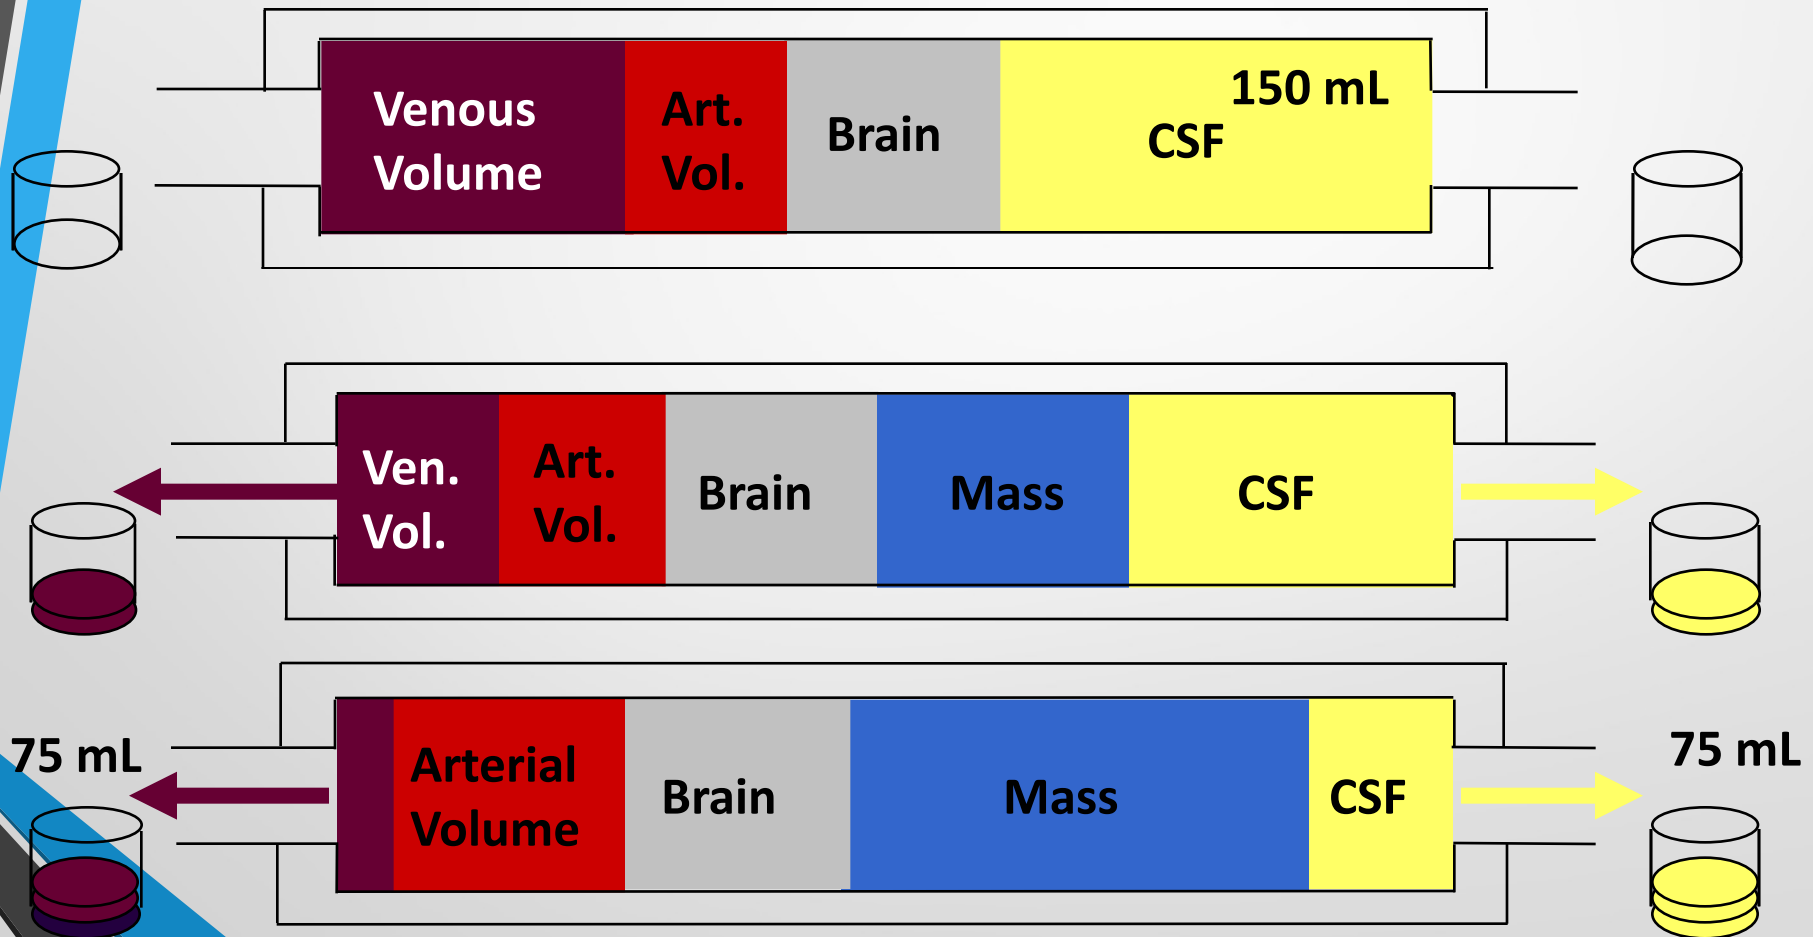 Venous
Volume
Art.
Vol.
Brain
150 mL
CSF
Ven.
Vol.
Art.
Vol.
Brain
Mass
CSF
75 mL
Arterial
Volume
Brain
Mass
CSF
75 mL